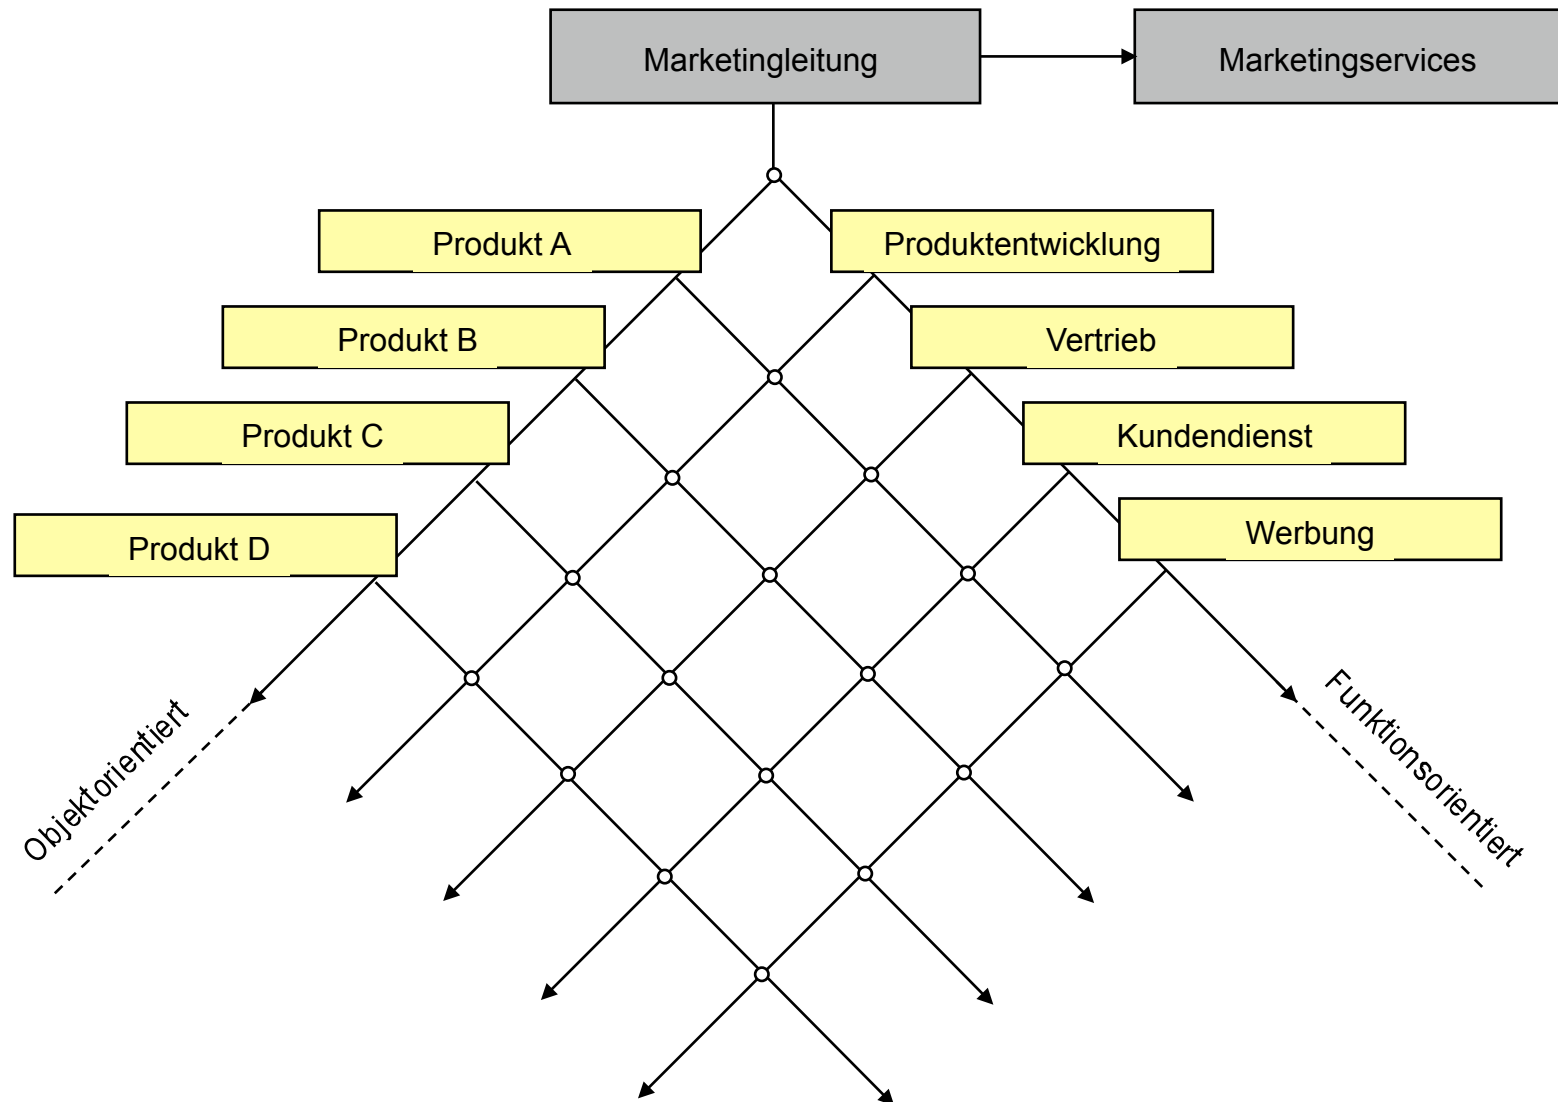 Marketingleitung
Marketingservices
Produkt A
Produktentwicklung
Produkt B
Vertrieb
Produkt C
Kundendienst
Produkt D
Werbung
Objektorientiert
Funktionsorientiert